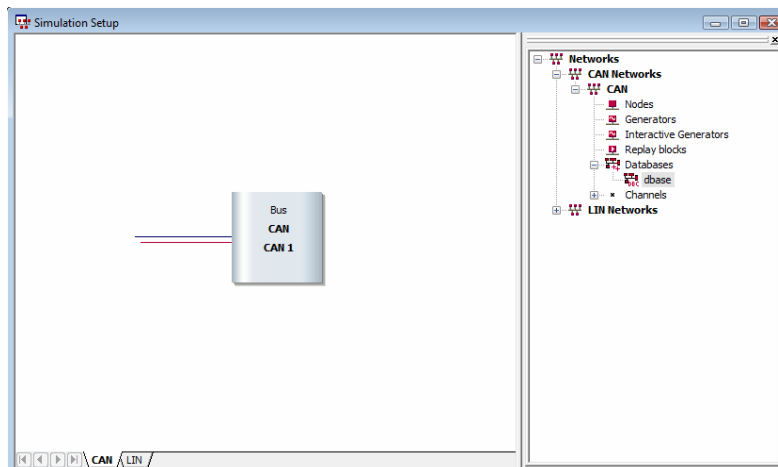 Simulation Setup
Bus
CAN
CAN 1
CAN
LIN
Networks
CAN Networks
CAN
Nodes
Generators
Interactive Generators
Replay blocks
Databases
dbase
Channels
LIN Networks